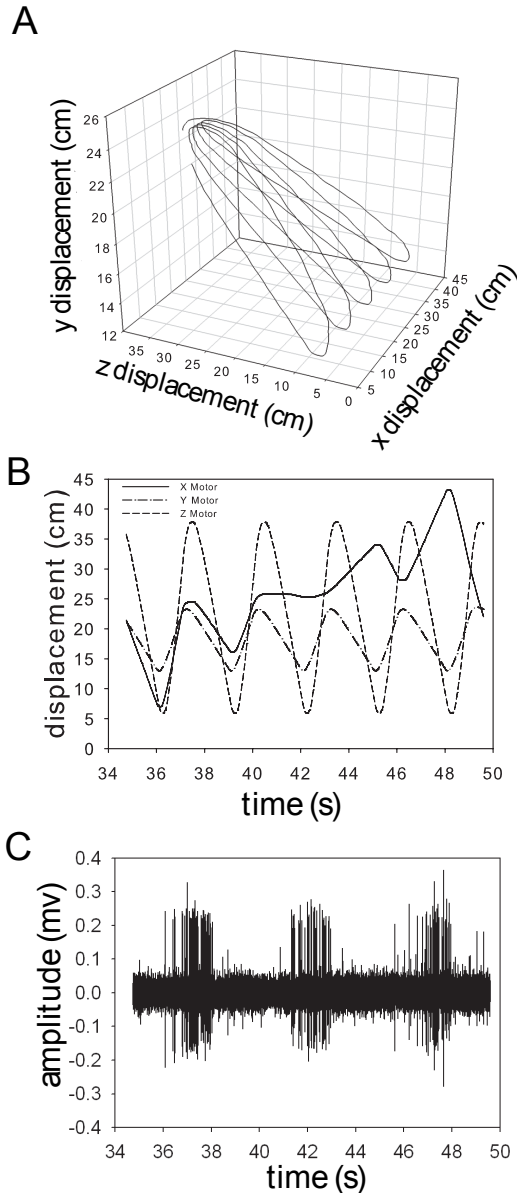 A
y displacement (cm)
26
24
22
20
18
16
14
12
35
30
25
20
15
10
5
0
z displacement (cm)
5
10
15
20
25
30
35
40
45
x displacement (cm)
B
displacement (cm)
45
40
35
30
25
20
15
10
5
0
X Motor
Y Motor
Z Motor
34 36 38 40 42 44 46 48 50
time (s)
C
amplitude (mv)
0.4
0.3
0.2
0.1
0.0
-0.1
-0.2
-0.3
-0.4
34 36 38 40 42 44 46 48 50
time (s)